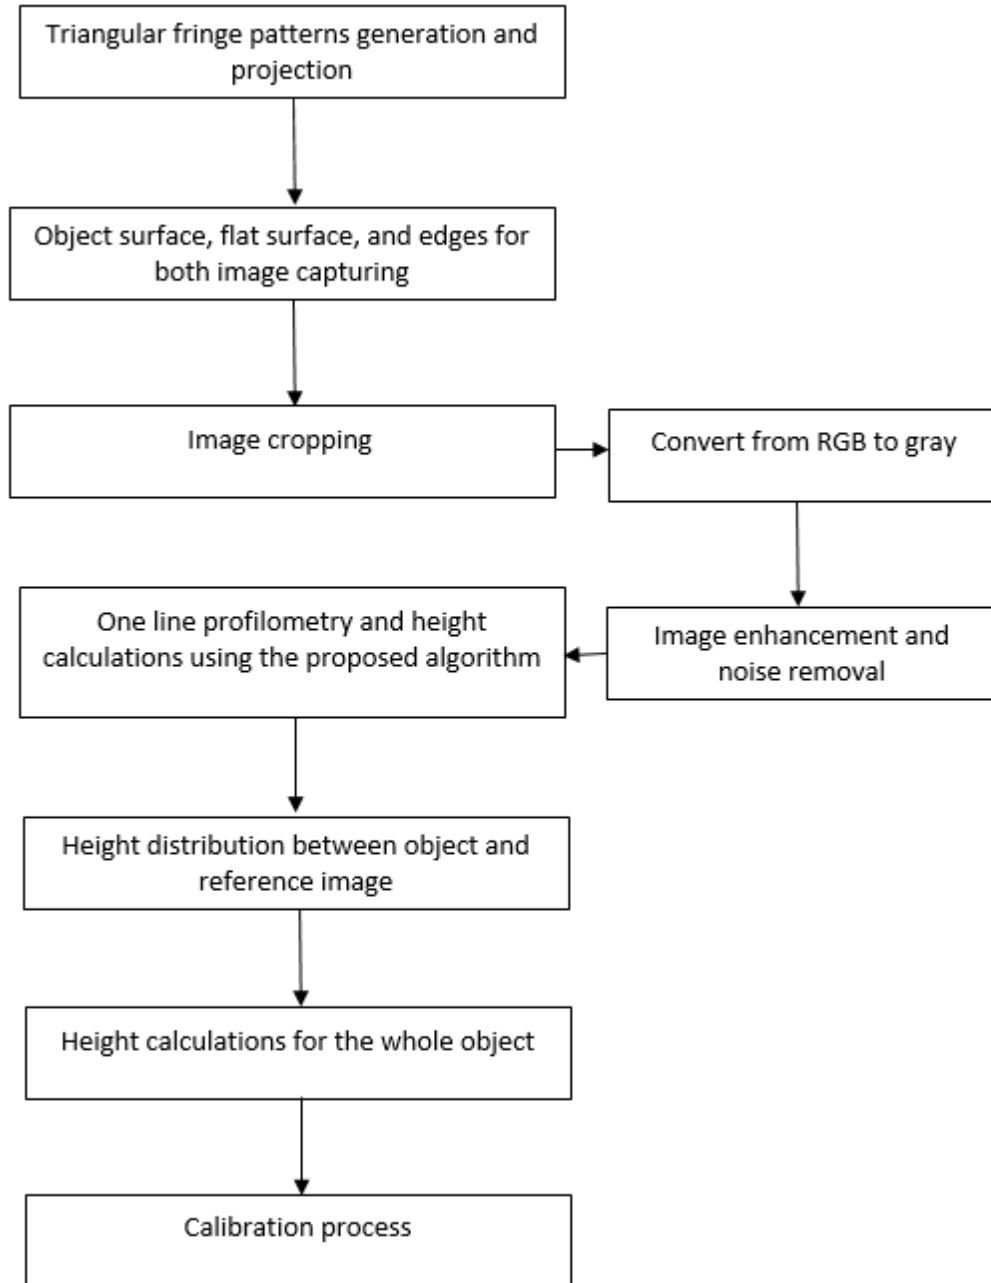 Triangular fringe patterns generation and
projection
Object surface, flat surface, and edges for
both image capturing
Image cropping
Convert from RGB to gray
Image enhancement and
noise removal
One line profilometry and height
calculations using the proposed algorithm
Height distribution between object and
reference image
Height calculations for the whole object
Calibration process